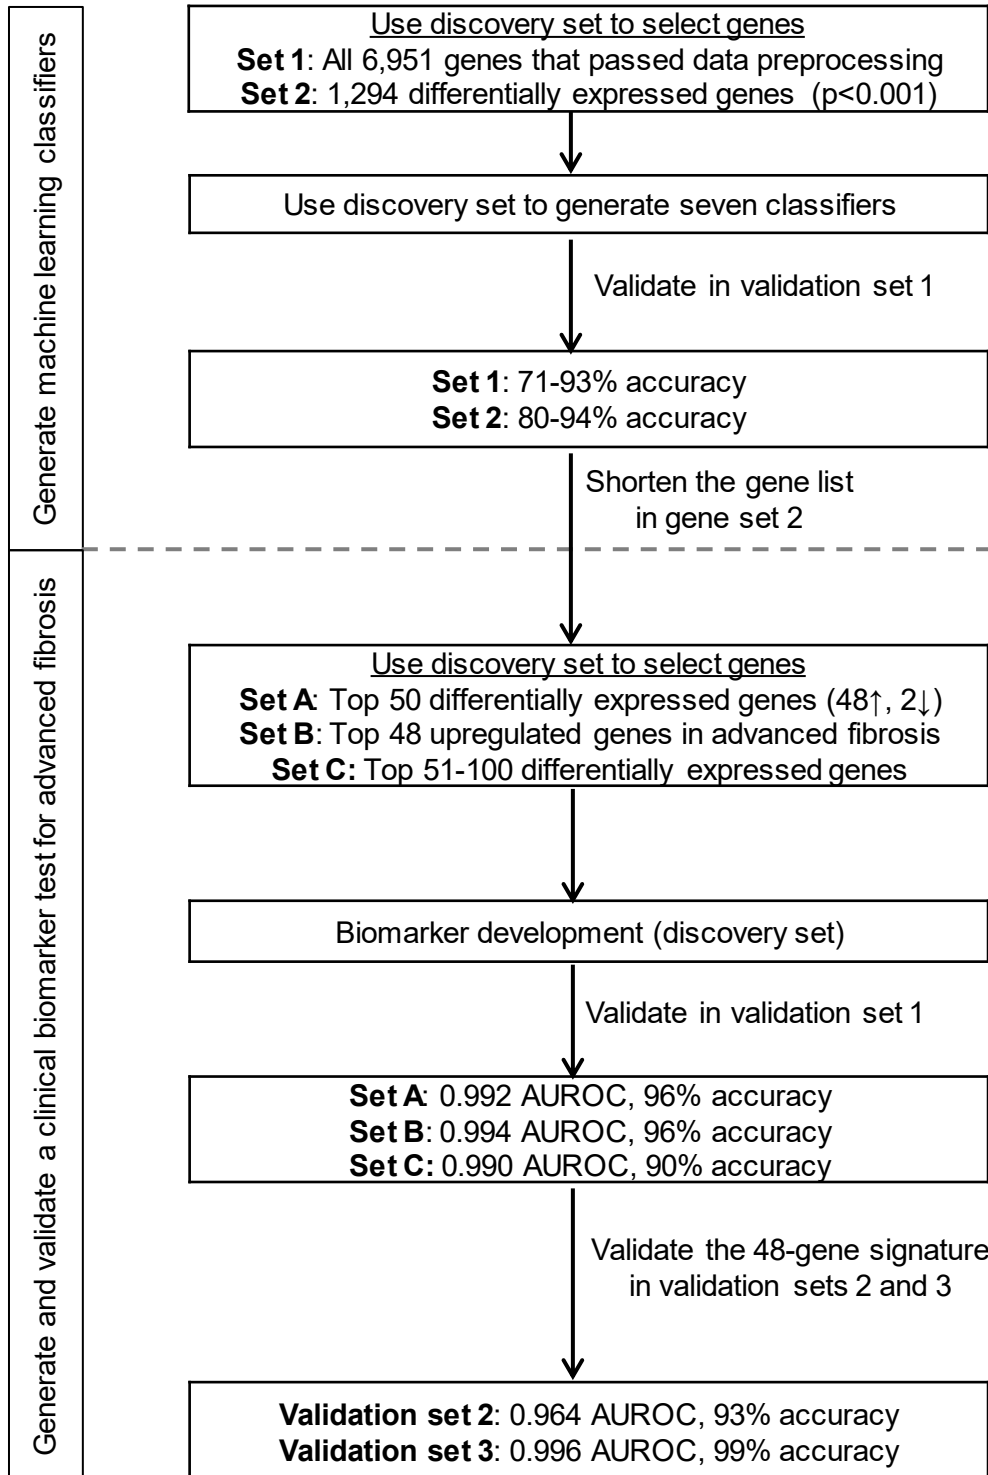 Generate machine learning classifiers
Use discovery set to select genes
Set 1: All 6,951 genes that passed data preprocessing
Set 2: 1,294 differentially expressed genes (p<0.001)
Use discovery set to generate seven classifiers
Validate in validation set 1
Set 1: 71-93% accuracy
Set 2: 80-94% accuracy
Shorten the gene list
in gene set 2
Generate and validate a clinical biomarker test for advanced fibrosis
Use discovery set to select genes
Set A: Top 50 differentially expressed genes (48↑, 2↓)
Set B: Top 48 upregulated genes in advanced fibrosis
Set C: Top 51-100 differentially expressed genes
Biomarker development (discovery set)
Validate in validation set 1
Set A: 0.992 AUROC, 96% accuracy
Set B: 0.994 AUROC, 96% accuracy
Set C: 0.990 AUROC, 90% accuracy
Validate the 48-gene signature
in validation sets 2 and 3
Validation set 2: 0.964 AUROC, 93% accuracy
Validation set 3: 0.996 AUROC, 99% accuracy